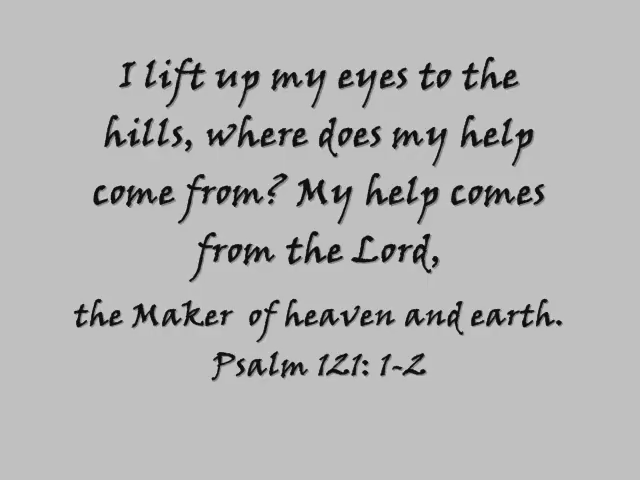 I lift up my eyes to the
hills, where does my help
come from? My help comes
from the Lord,
the Maker of heaven and earth.
Psalm 121: 1-2